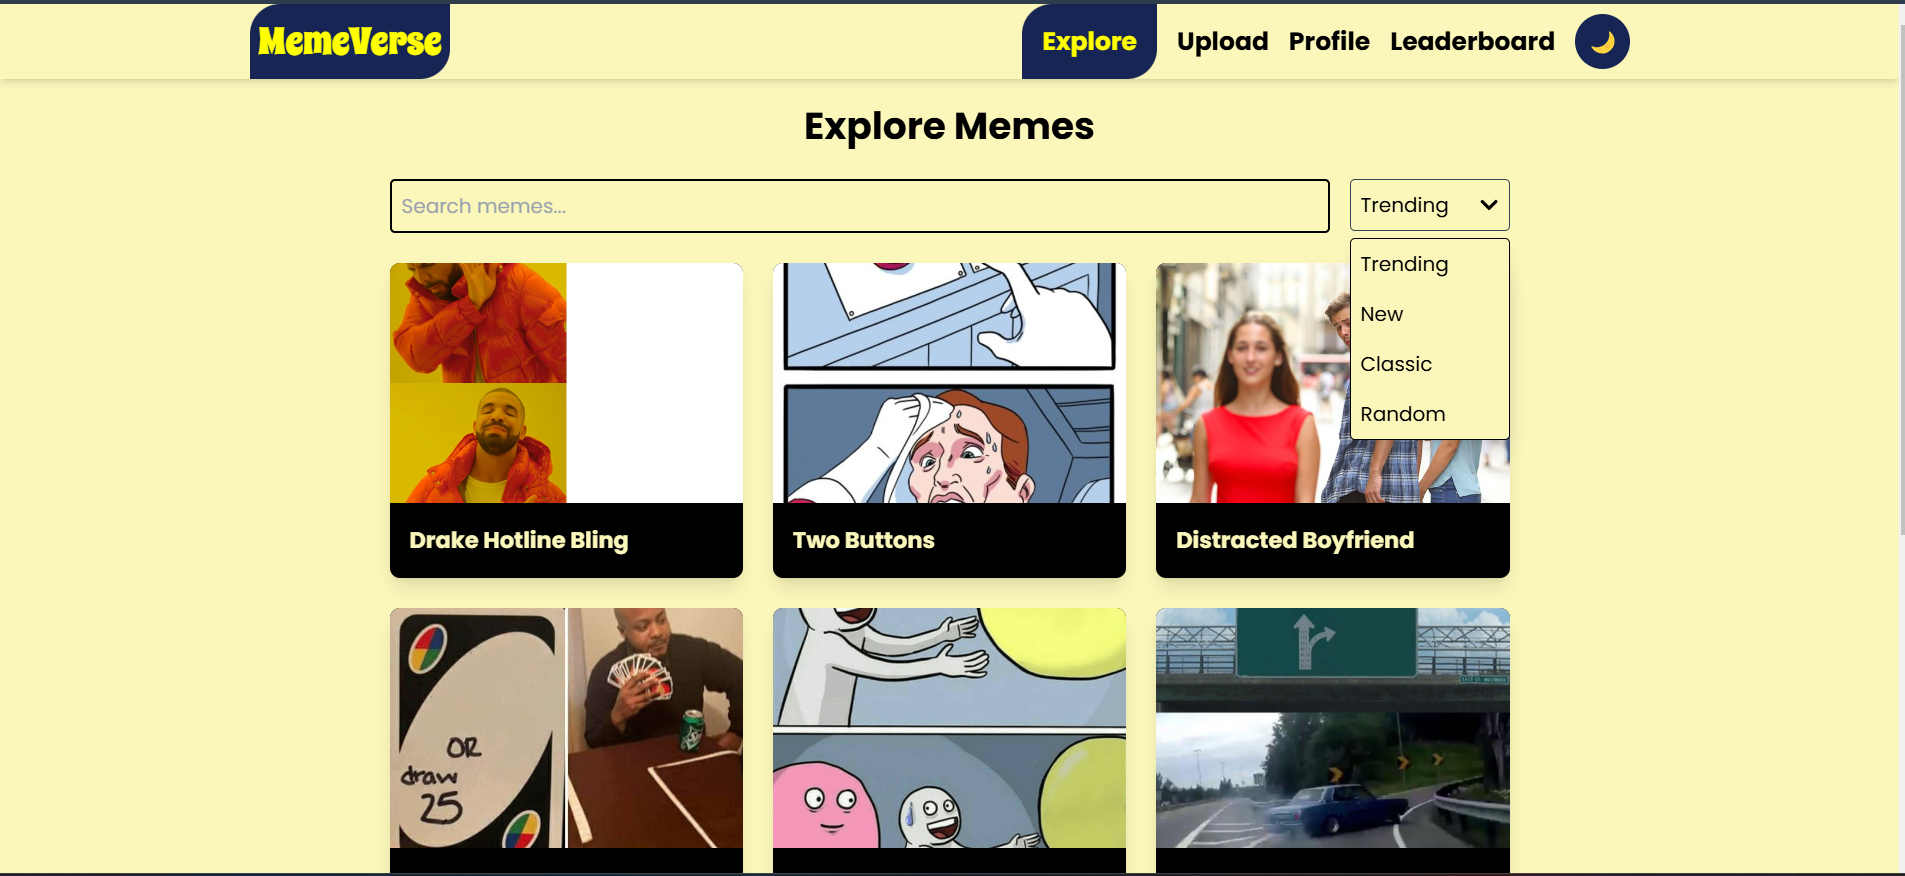 MemeVerse
Explore Upload Profile Leaderboard
Explore Memes
Search memes...
Trending
Trending
New
Classic
Random
Drake Hotline Bling
Two Buttons
Distracted Boyfriend
OR
draw
25